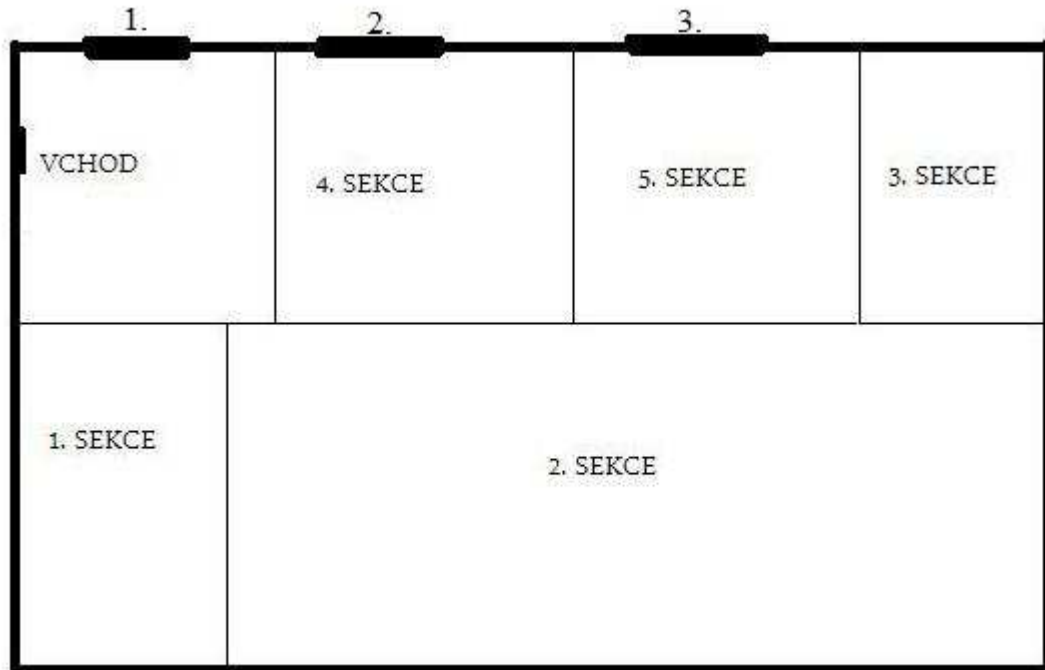 1.
2.
3.
VCHOD
4. SEKCE
5. SEKCE
3. SEKCE
1. SEKCE
2. SEKCE